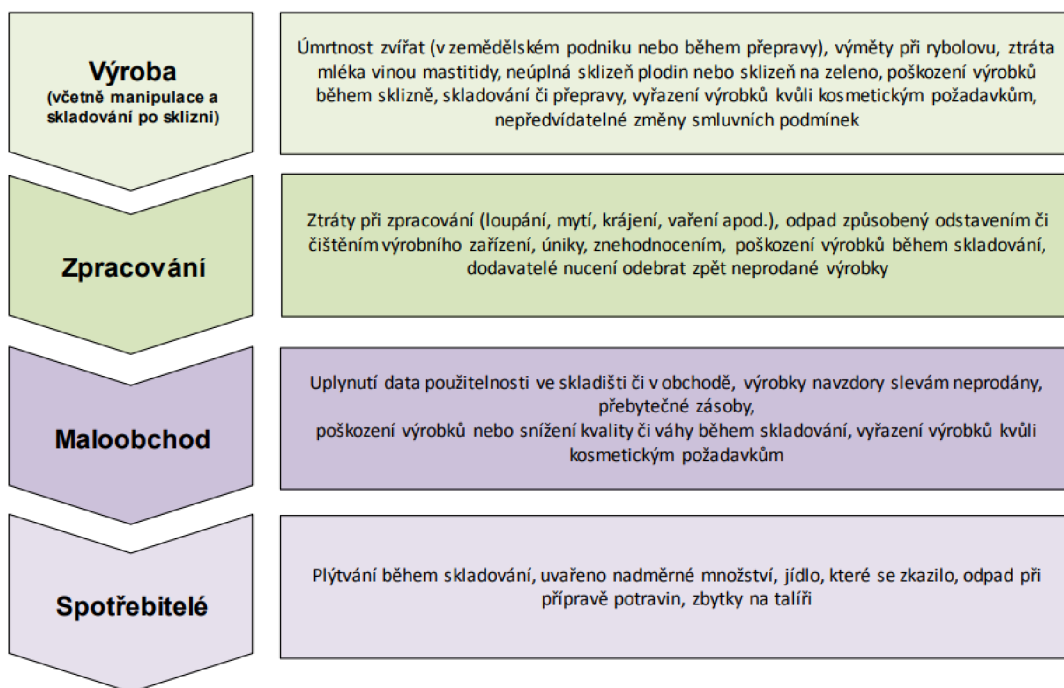 Výroba
(včetně manipulace a
skladování po sklizni)
Úmrtnost zvířat (v zemědělském podniku nebo během přepravy), výměty při rybolovu, ztráta
mléka vinou mastitidy, neúplná sklizeň plodin nebo sklizeň na zeleno, poškození výrobků
během sklizně, skladování či přepravy, vyřazení výrobků kvůli kosmetickým požadavkům,
nepředvídatelné změny smluvních podmínek
Zpracování
Ztráty při zpracování (loupání, mytí, krájení, vaření apod.), odpad způsobený odstavením či
čištěním výrobního zařízení, úniky, znehodnocením, poškození výrobků během skladování,
dodavatelé nucení odebrat zpět neprodané výrobky
Maloobchod
Uplynutí data použitelnosti ve skladišti či v obchodě, výrobky navzdory slevám neprodány,
přebytečné zásoby,
poškození výrobků nebo snížení kvality či váhy během skladování, vyřazení výrobků kvůli
kosmetickým požadavkům
Spotřebitelé
Plýtvání během skladování, uvařeno nadměrné množství, jídlo, které se zkazilo, odpad při
přípravě potravin, zbytky na talíři